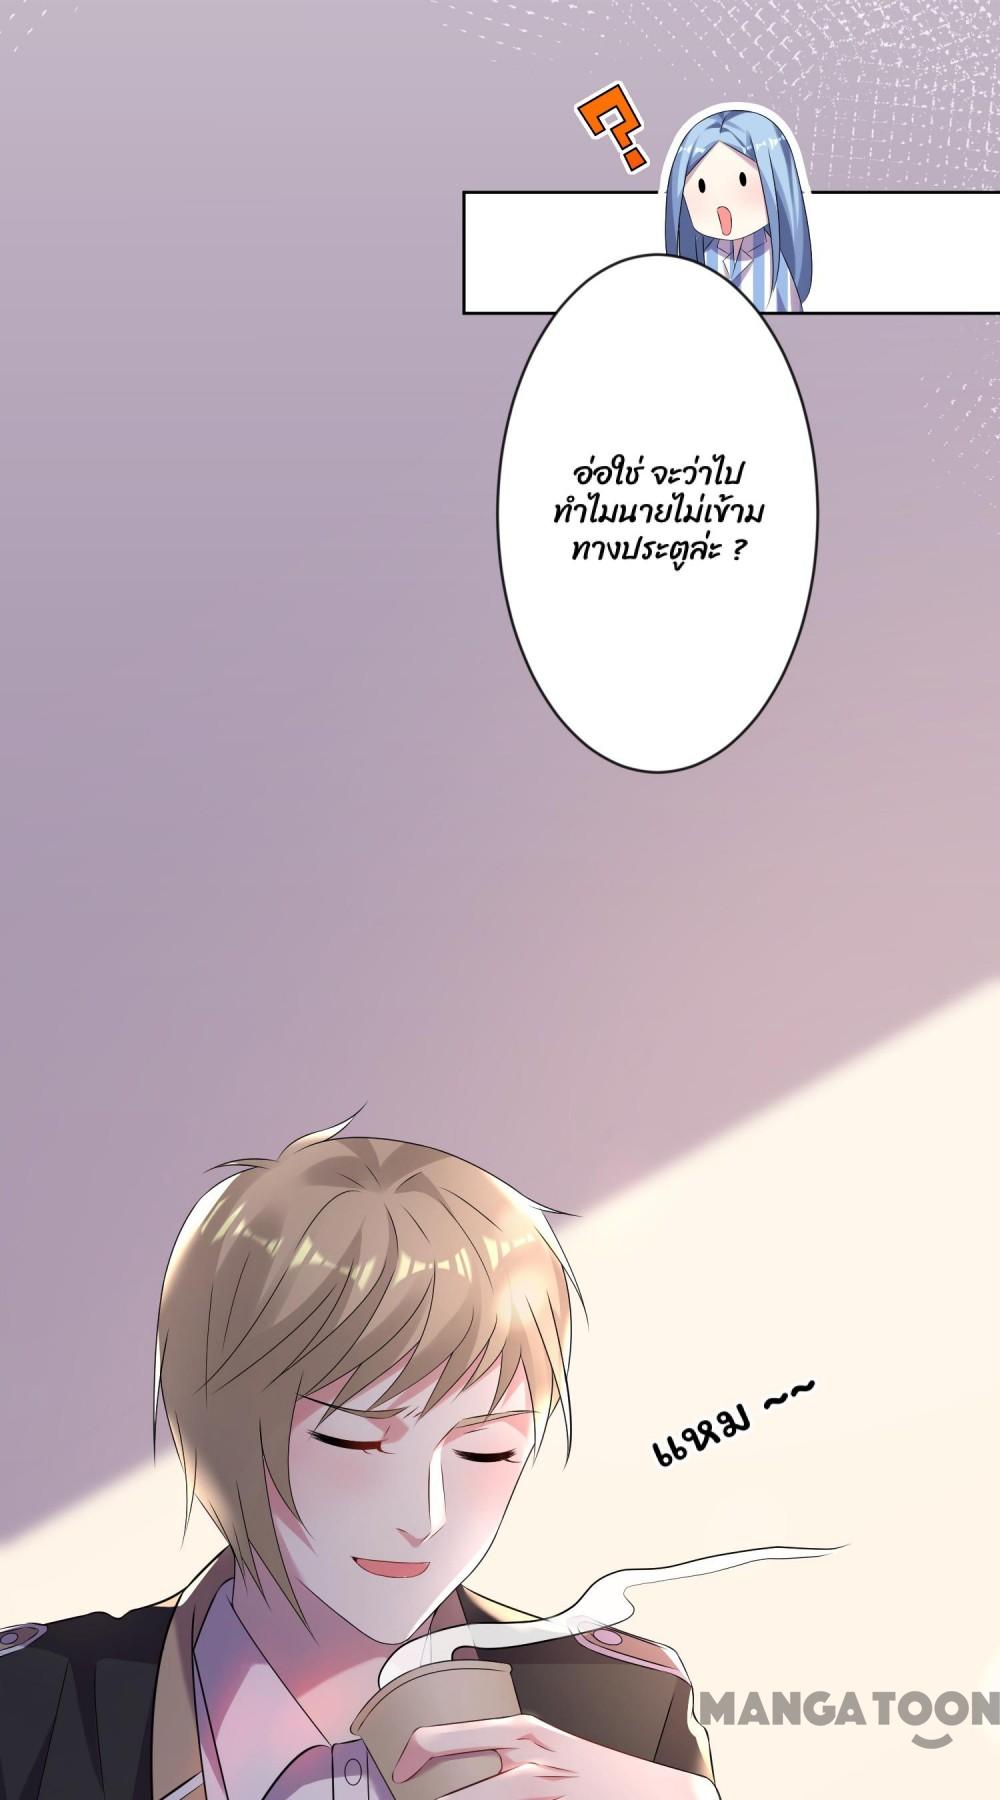 ?
อ่อใช่ จะว่าไป
ทำไมนายไม่เข้าม
ทางประตูล่ะ ?
แหม ~~
MANGATOON